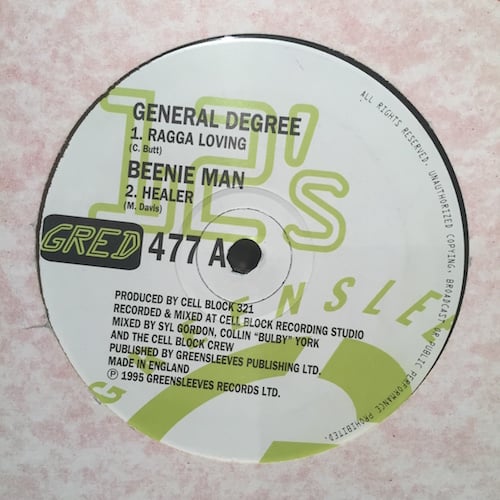 12's
GENERAL DEGREE
1. RAGGA LOVING
(C. Butt)
BEENIE MAN
2. HEALER
(M. Davis)
GRED 477 A
PRODUCED BY CELL BLOCK 321
RECORDED & MIXED AT CELL BLOCK RECORDING STUDIO
MIXED BY SYL GORDON, COLLIN "BULBY" YORK
AND THE CELL BLOCK CREW
PUBLISHED BY GREENSLEEVES PUBLISHING LTD.
MADE IN ENGLAND
℗ 1995 GREENSLEEVES RECORDS LTD.
ALL RIGHTS RESERVED. UNAUTHORIZED COPYING, BROADCAST OR PUBLIC PERFORMANCE PROHIBITED.